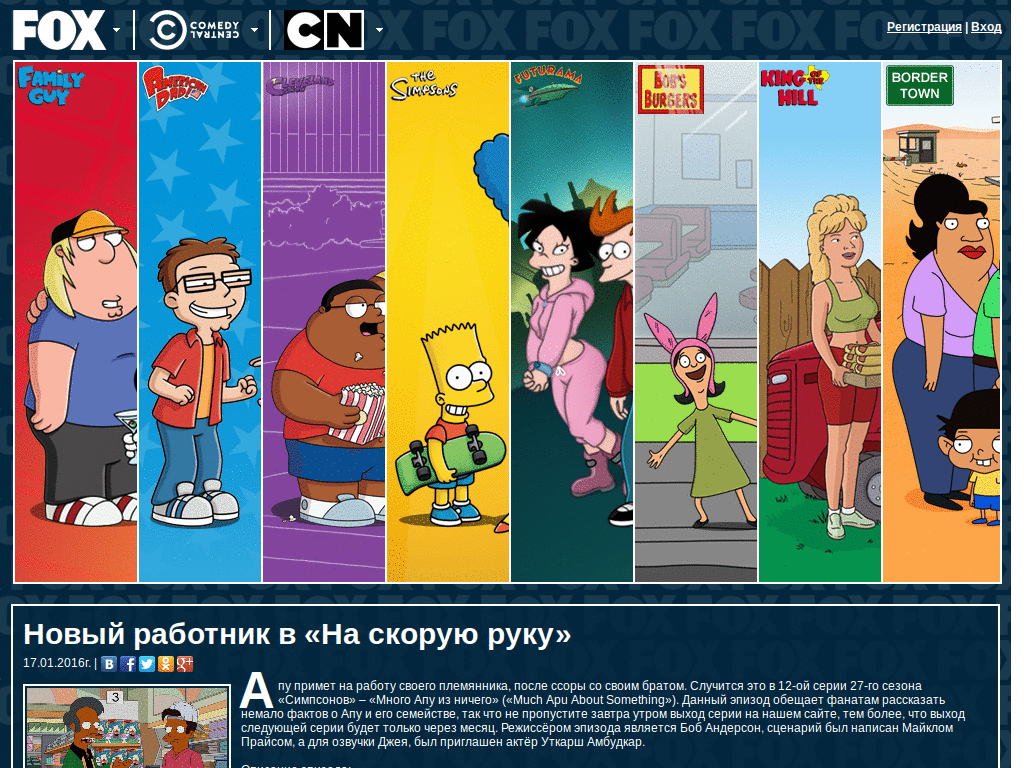 FOX
COMEDY
CENTRAL
CN
Регистрация | Вход
FAMILY
GUY
AMERICAN
DAD!
CLEVELAND
SHOW
THE
SIMPSONS
FUTURAMA
BOB'S
BURGERS
KING OF THE
HILL
BORDER
TOWN
Новый работник в «На скорую руку»
17.01.2016г. |
Апу примет на работу своего племянника, после ссоры со своим братом. Случится это в 12-ой серии 27-го сезона
«Симпсонов» – «Много Апу из ничего» («Much Apu About Something»). Данный эпизод обещает фанатам рассказать
немало фактов о Апу и его семействе, так что не пропустите завтра утром выход серии на нашем сайте, тем более, что выход
следующей серии будет только через месяц. Режиссёром эпизода является Боб Андерсон, сценарий был написан Майклом
Прайсом, а для озвучки Джея, был приглашен актёр Уткарш Амбудкар.
3